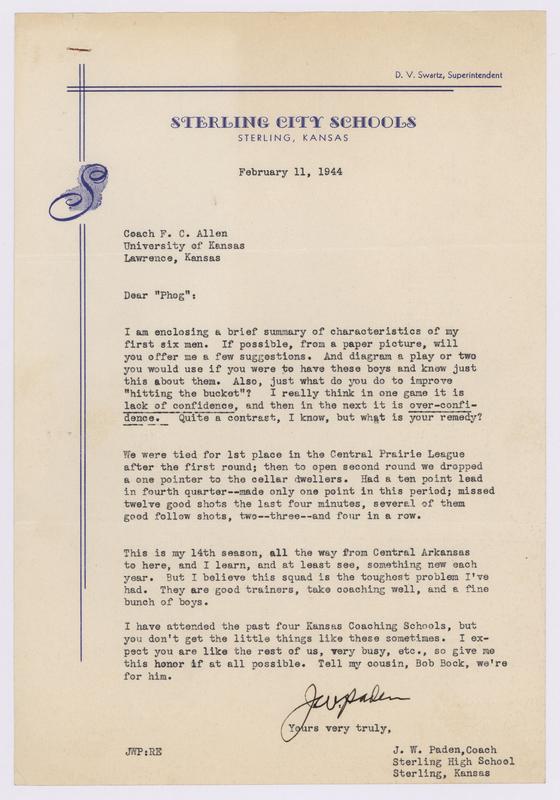 D. V. Swartz, Superintendent
STERLING CITY SCHOOLS
STERLING, KANSAS
S
February 11, 1944
Coach F. C. Allen
University of Kansas
Lawrence, Kansas
Dear "Phog":
I am enclosing a brief summary of characteristics of my
first six men. If possible, from a paper picture, will
you offer me a few suggestions. And diagram a play or two
you would use if you were to have these boys and knew just
this about them. Also, just what do you do to improve
"hitting the bucket"? I really think in one game it is
lack of confidence, and then in the next it is over-confi-
dence. Quite a contrast, I know, but what is your remedy?
We were tied for 1st place in the Central Prairie League
after the first round; then to open second round we dropped
a one pointer to the cellar dwellers. Had a ten point lead
in fourth quarter--made only one point in this period; missed
twelve good shots the last four minutes, several of them
good follow shots, two--three--and four in a row.
This is my 14th season, all the way from Central Arkansas
to here, and I learn, and at least see, something new each
year. But I believe this squad is the toughest problem I've
had. They are good trainers, take coaching well, and a fine
bunch of boys.
I have attended the past four Kansas Coaching Schools, but
you don't get the little things like these sometimes. I ex-
pect you are like the rest of us, very busy, etc., so give me
this honor if at all possible. Tell my cousin, Bob Bock, we're
for him.
J.W. Paden
Yours very truly,
JWP:RE
J. W. Paden,Coach
Sterling High School
Sterling, Kansas